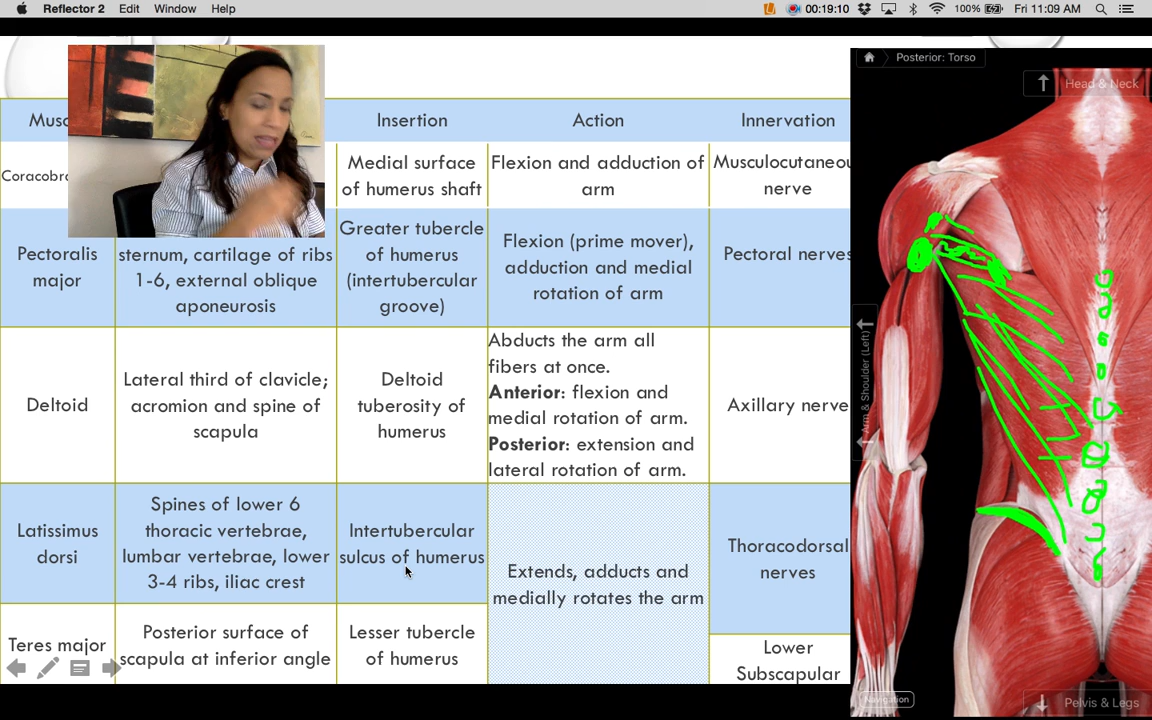 Reflector 2 Edit Window Help 00:19:10 100% Fri 11:09 AM
Posterior: Torso
Head & Neck
Insertion Action Innervation
Medial surface
of humerus shaft
Flexion and adduction of
arm
nerve
Pectoralis
major
sternum, cartilage of ribs
1-6, external oblique
aponeurosis
Greater tubercle
of humerus
(intertubercular
groove)
Flexion (prime mover),
adduction and medial
rotation of arm
Pectoral nerves
Arm & Shoulder (Left)
Deltoid
Lateral third of clavicle;
acromion and spine of
scapula
Deltoid
tuberosity of
humerus
Abducts the arm all
fibers at once.
Anterior: flexion and
medial rotation of arm.
Posterior: extension and
lateral rotation of arm.
Axillary nerve
Latissimus
dorsi
Spines of lower 6
thoracic vertebrae,
lumbar vertebrae, lower
3-4 ribs, iliac crest
Intertubercular
sulcus of humerus
Extends, adducts and
medially rotates the arm
Thoracodorsal
nerves
Teres major
Posterior surface of
scapula at inferior angle
Lesser tubercle
of humerus
Lower
Subscapular
Navigation
Pelvis & Legs